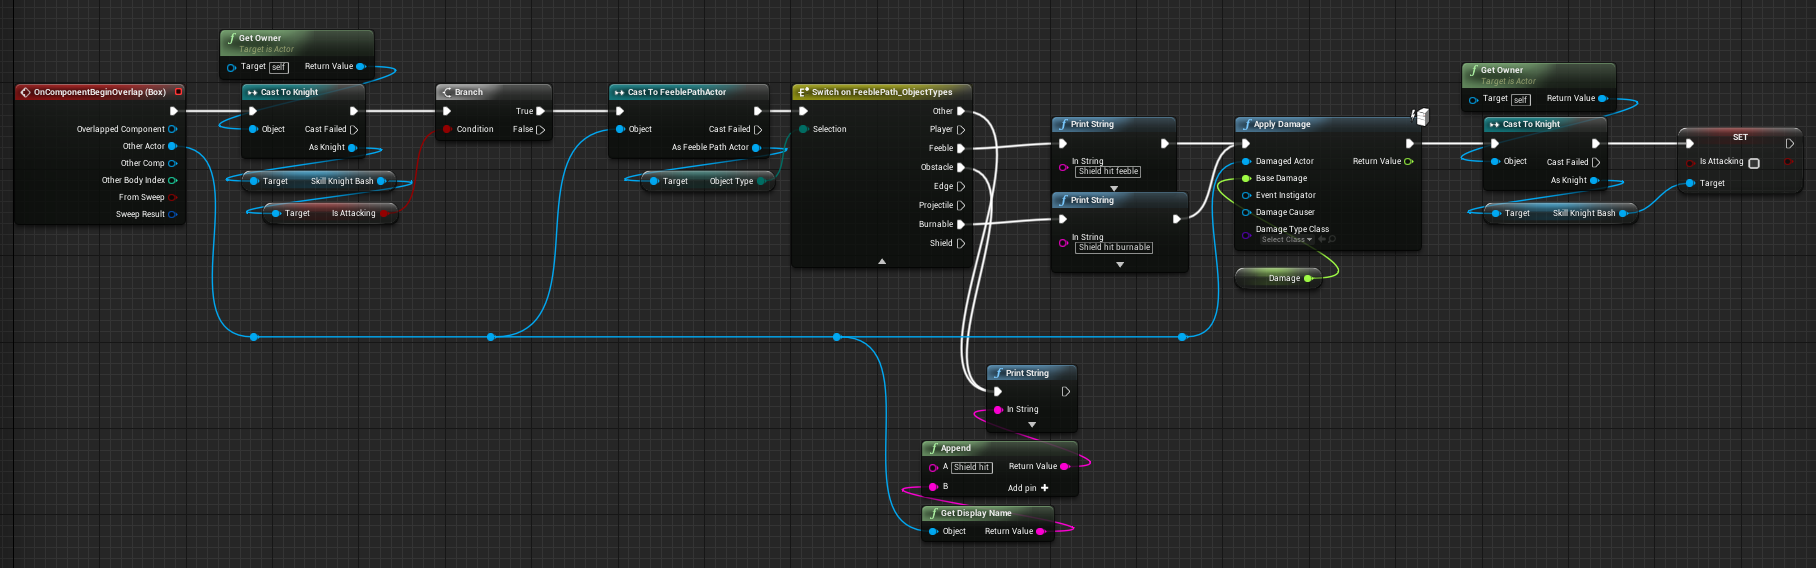 Get Owner
Target is Actor
Target self Return Value
OnComponentBeginOverlap (Box)
Overlapped Component
Other Actor
Other Comp
Other Body Index
From Sweep
Sweep Result
Cast To Knight
Object Cast Failed
As Knight
Target Skill Knight Bash
Target Is Attacking
Branch
True
Condition False
Cast To FeeblePathActor
Object Cast Failed
As Feeble Path Actor
Target Object Type
Switch on FeeblePath_ObjectTypes
Other
Selection Player
Feeble
Obstacle
Edge
Projectile
Burnable
Shield
Print String
In String
Shield hit feeble
Print String
In String
Shield hit burnable
Apply Damage
Damaged Actor Return Value
Base Damage
Event Instigator
Damage Causer
Damage Type Class
Select Class
Damage
Get Owner
Target is Actor
Target self Return Value
Cast To Knight
Object Cast Failed
As Knight
Target Skill Knight Bash
SET
Is Attacking
Target
Print String
In String
Append
A Shield hit Return Value
B Add pin +
Get Display Name
Object Return Value